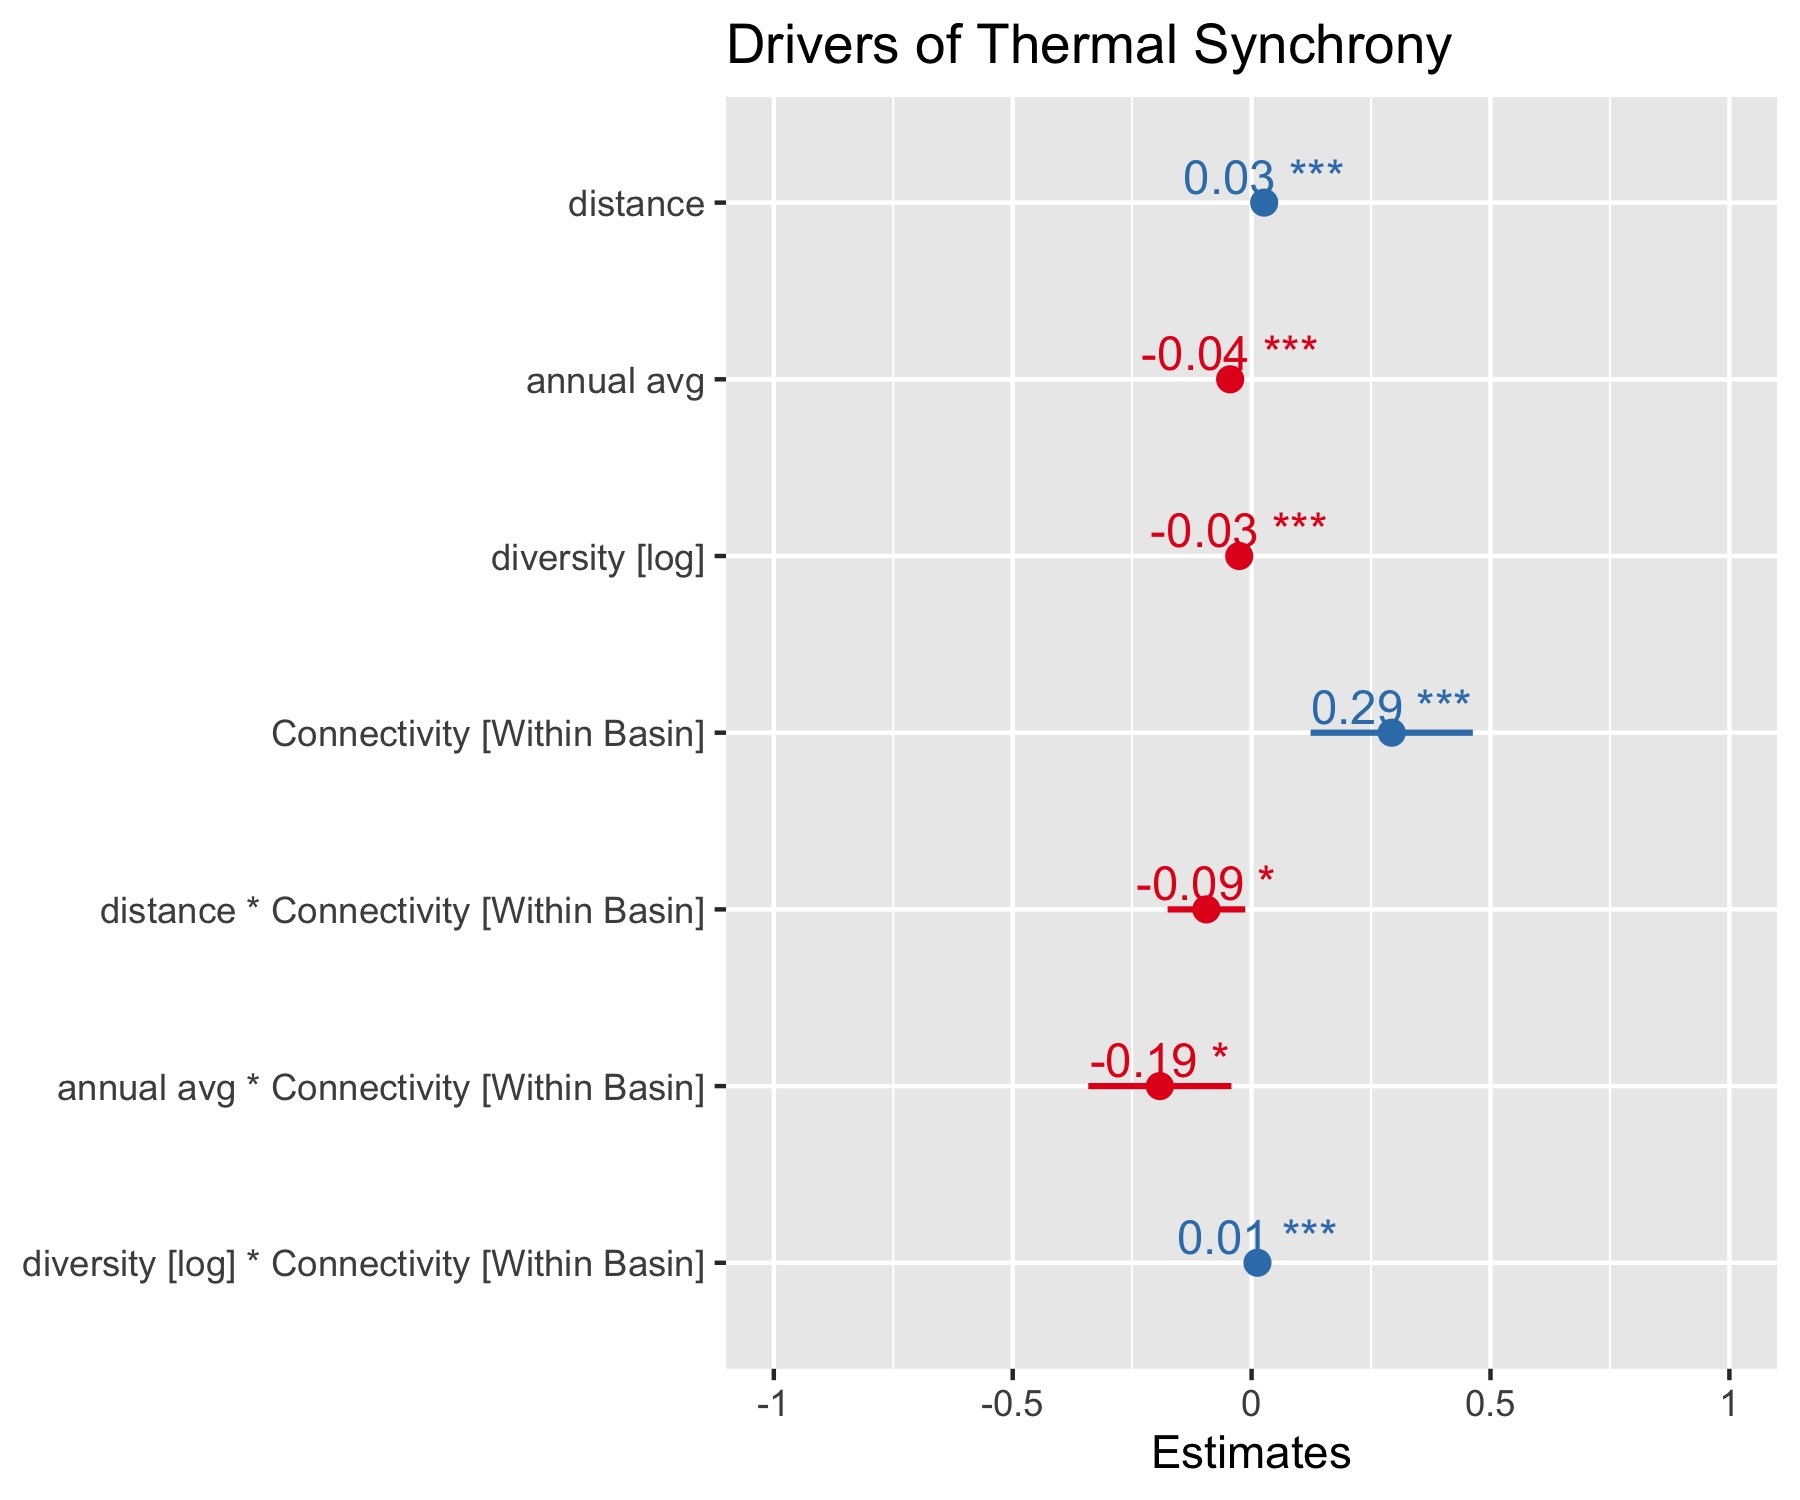 Drivers of Thermal Synchrony
distance
0.03 ***
annual avg
-0.04 ***
diversity [log]
-0.03 ***
Connectivity [Within Basin]
0.29 ***
distance * Connectivity [Within Basin]
-0.09 *
annual avg * Connectivity [Within Basin]
-0.19 *
diversity [log] * Connectivity [Within Basin]
0.01 ***
-1 -0.5 0 0.5 1
Estimates